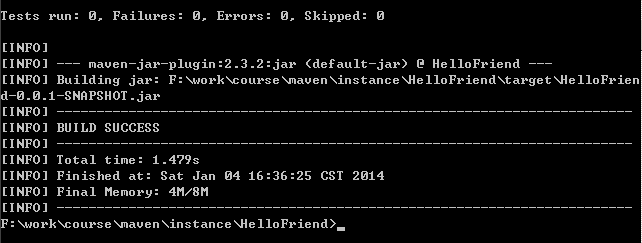 Tests run: 0, Failures: 0, Errors: 0, Skipped: 0
[INFO]
[INFO] --- maven-jar-plugin:2.3.2:jar (default-jar) @ HelloFriend ---
[INFO] Building jar: F:\work\course\maven\instance\HelloFriend\target\HelloFrien
d-0.0.1-SNAPSHOT.jar
[INFO] ------------------------------------------------------------------------
[INFO] BUILD SUCCESS
[INFO] ------------------------------------------------------------------------
[INFO] Total time: 1.479s
[INFO] Finished at: Sat Jan 04 16:36:25 CST 2014
[INFO] Final Memory: 4M/8M
[INFO] ------------------------------------------------------------------------
F:\work\course\maven\instance\HelloFriend>_